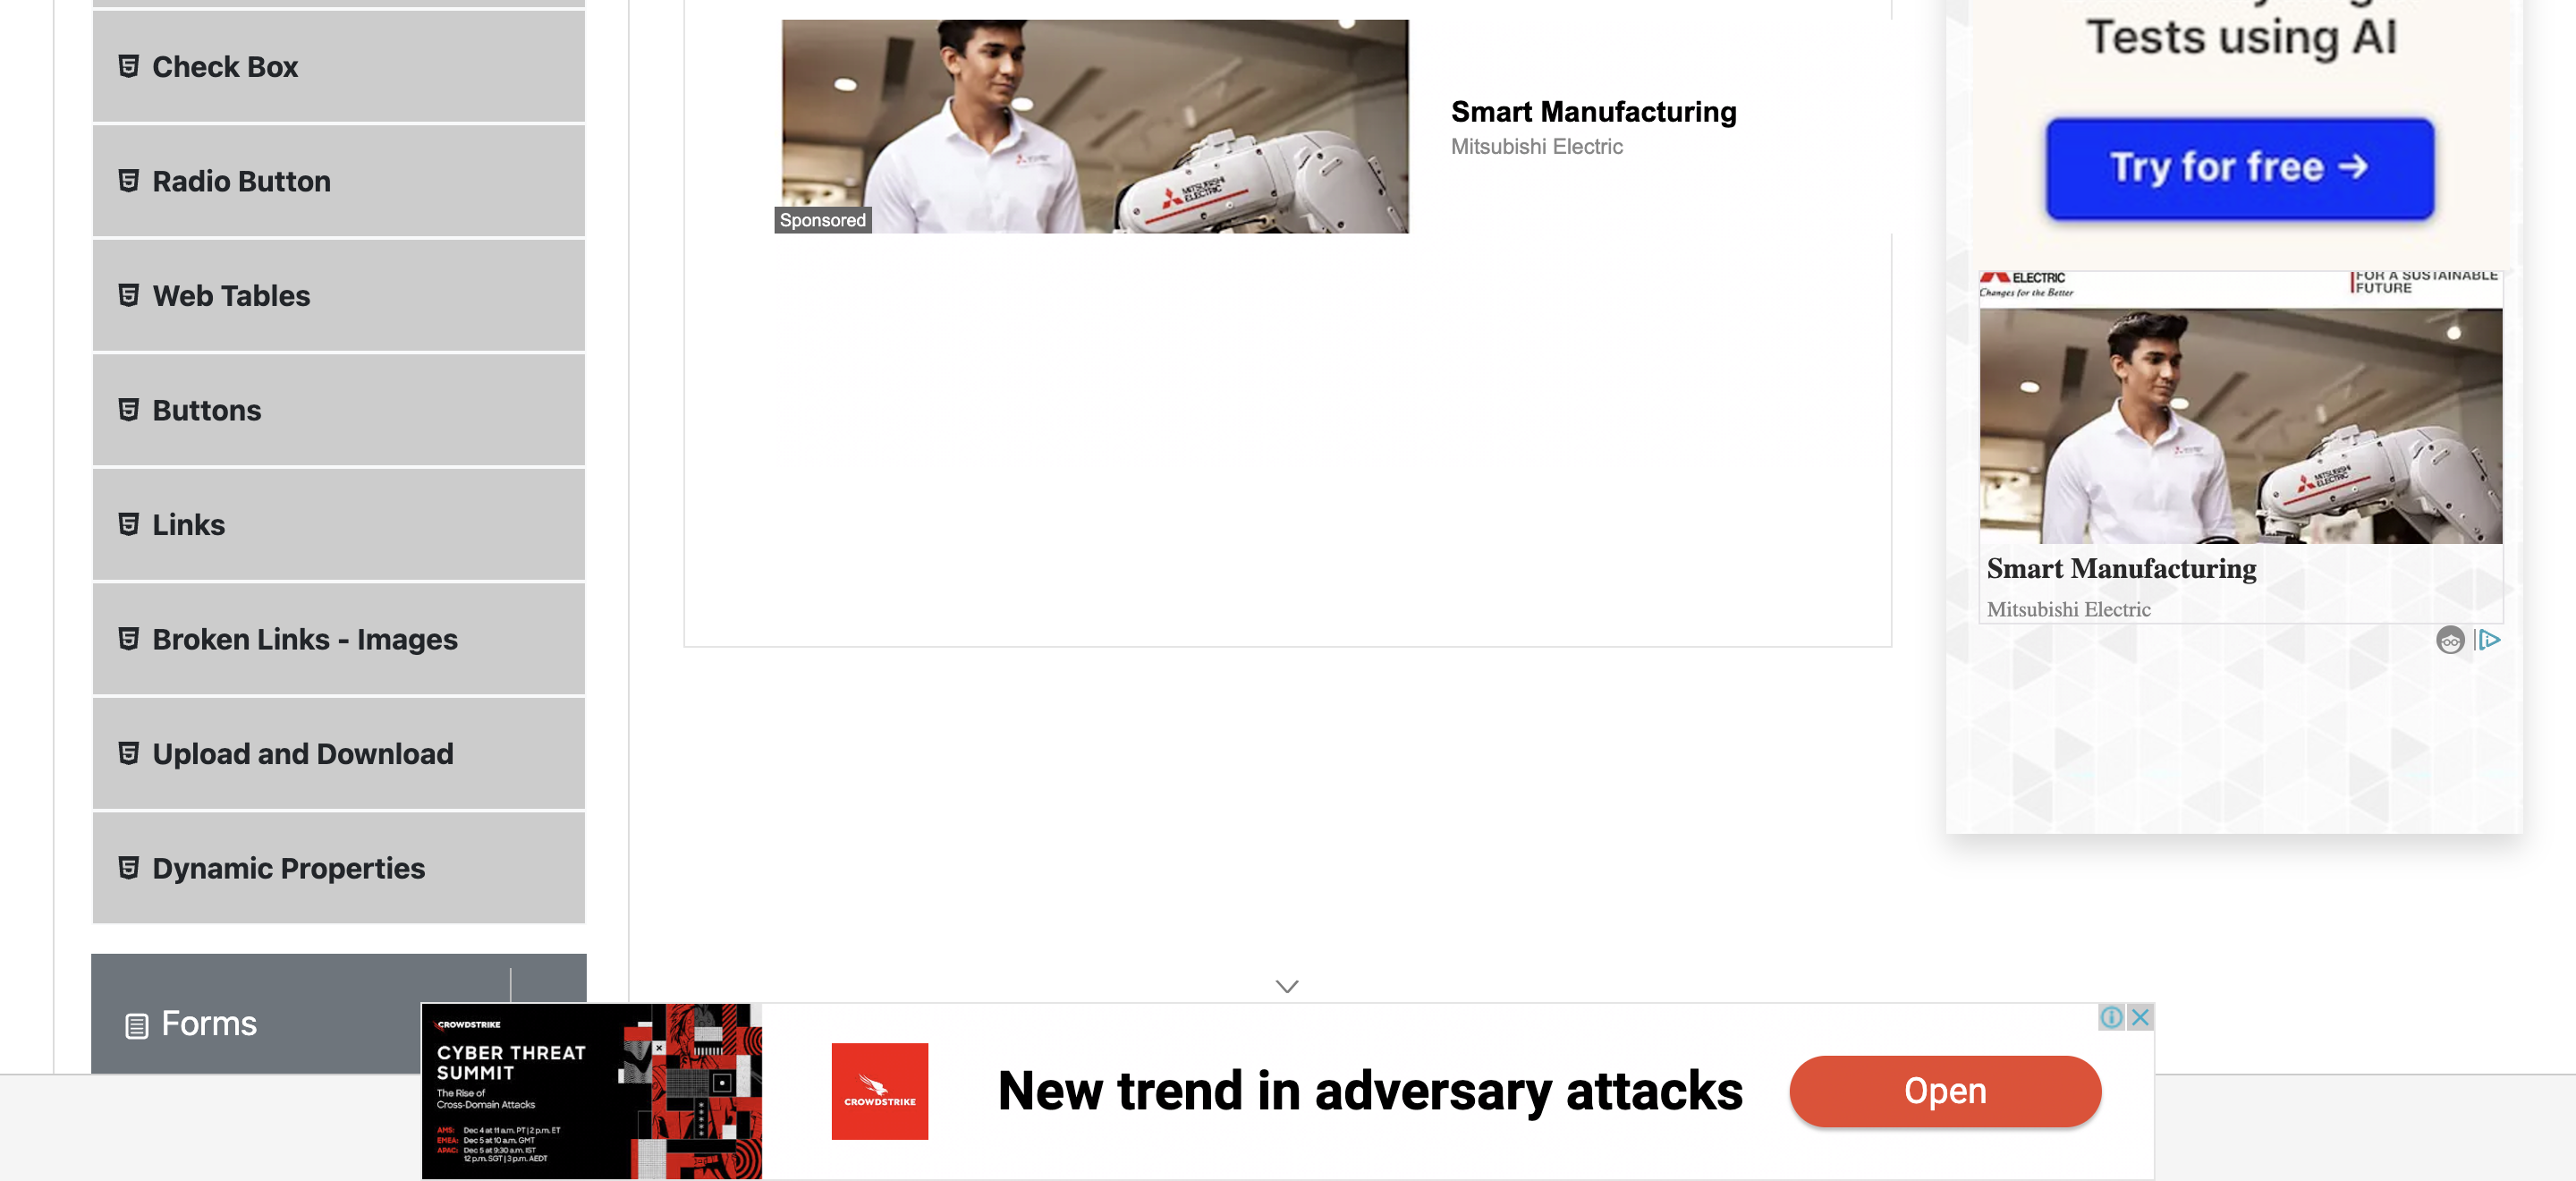 Check Box
Radio Button
Web Tables
Buttons
Links
Broken Links - Images
Upload and Download
Dynamic Properties
Forms
MITSUBISHI
ELECTRIC
Sponsored
Smart Manufacturing
Mitsubishi Electric
Tests using AI
Try for free →
ELECTRIC
Changes for the Better
FOR A SUSTAINABLE
FUTURE
MITSUBISHI
ELECTRIC
Smart Manufacturing
Mitsubishi Electric
CROWDSTRIKE
CYBER THREAT
SUMMIT
The Rise of
Cross-Domain Attacks
AMS: Dec 4 at 11 a.m. PT | 2 p.m. ET
EMEA: Dec 5 at 10 a.m. GMT
APAC: Dec 5 at 9:30 a.m. IST
12 p.m. SGT | 3 p.m. AEDT
CROWDSTRIKE
New trend in adversary attacks
Open